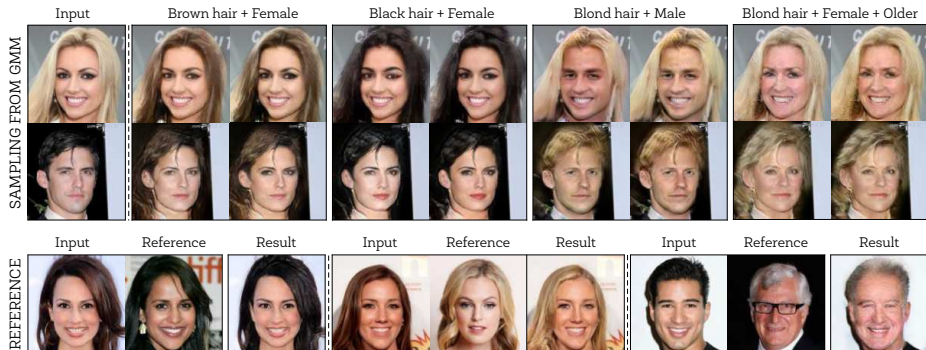 Input Brown hair + Female Black hair + Female Blond hair + Male Blond hair + Female + Older
SAMPLING FROM GMM
Input Reference Result Input Reference Result Input Reference Result
REFERENCE